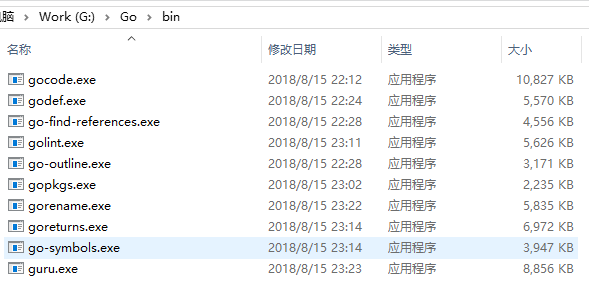 电脑 Work (G:) Go bin
名称 修改日期 类型 大小
gocode.exe 2018/8/15 22:12 应用程序 10,827 KB
godef.exe 2018/8/15 22:24 应用程序 5,570 KB
go-find-references.exe 2018/8/15 22:28 应用程序 4,556 KB
golint.exe 2018/8/15 23:11 应用程序 5,626 KB
go-outline.exe 2018/8/15 22:28 应用程序 3,171 KB
gopkgs.exe 2018/8/15 23:02 应用程序 2,235 KB
gorename.exe 2018/8/15 23:22 应用程序 5,835 KB
goreturns.exe 2018/8/15 23:14 应用程序 6,972 KB
go-symbols.exe 2018/8/15 23:14 应用程序 3,947 KB
guru.exe 2018/8/15 23:23 应用程序 8,856 KB